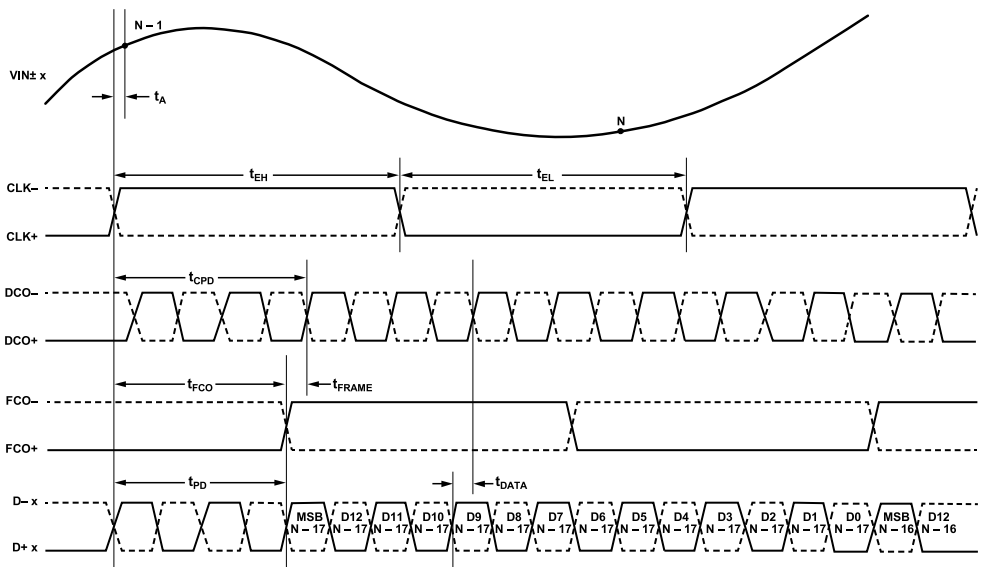 N – 1
VIN± x
tA
N
tEH
tEL
CLK–
CLK+
tCPD
DCO–
DCO+
tFCO
tFRAME
FCO–
FCO+
tPD
tDATA
D– x
MSB N – 17
D12 N – 17
D11 N – 17
D10 N – 17
D9 N – 17
D8 N – 17
D7 N – 17
D6 N – 17
D5 N – 17
D4 N – 17
D3 N – 17
D2 N – 17
D1 N – 17
D0 N – 17
MSB N – 16
D12 N – 16
D+ x